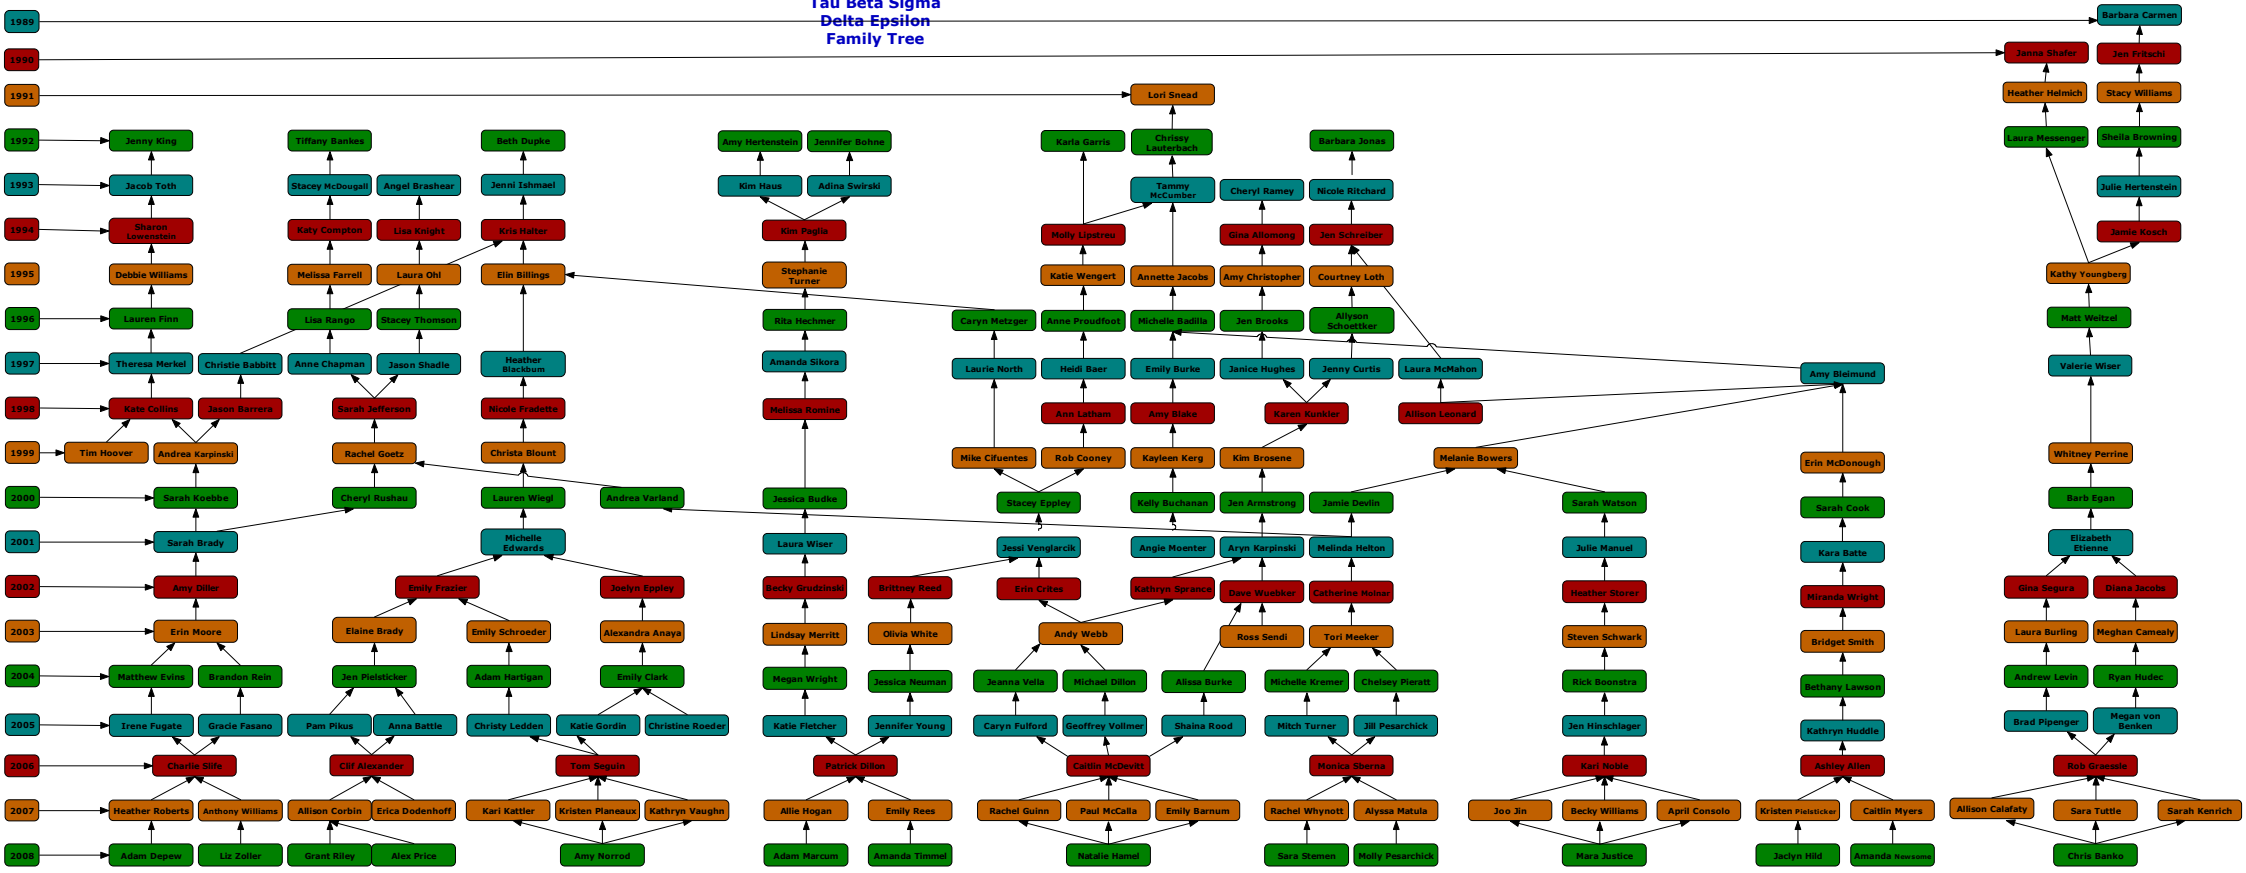 Tau Beta Sigma
Delta Epsilon
Family Tree
1989
Barbara Carmen
1990
Janna Shafer
Jen Fritschi
1991
Lori Snead
Heather Helmich
Stacy Williams
1992
Jenny King
Tiffany Bankes
Beth Dupke
Amy Hertenstein
Jennifer Bohne
Karla Garris
Chrissy
Lauterbach
Barbara Jonas
Laura Messenger
Sheila Browning
1993
Jacob Toth
Stacey McDougall
Angel Brashear
Jenni Ishmael
Kim Haus
Adina Swirski
Tammy
McCumber
Cheryl Ramey
Nicole Ritchard
Julie Hertenstein
1994
Sharon
Lowenstein
Katy Compton
Lisa Knight
Kris Halter
Kim Paglia
Molly Upstreu
Gina Allomong
Jen Schreiber
Jamie Kosch
1995
Debbie Williams
Melissa Farrell
Laura Ohl
Elin Billings
Stephanie
Turner
Katie Wengert
Annette Jacobs
Amy Christopher
Courtney Loth
Kathy Youngberg
1996
Lauren Finn
Lisa Rango
Stacey Thomson
Rita Hechmer
Caryn Metzger
Anne Proudfoot
Michelle Badilla
Jen Brooks
Allyson
Schoettker
Matt Weitzel
1997
Theresa Merkel
Christie Babbitt
Anne Chapman
Jason Shadle
Heather
Blackburn
Amanda Sikora
Laurie North
Heidi Baer
Emily Burke
Janice Hughes
Jenny Curtis
Laura McMahon
Amy Bleimund
Valerie Wiser
1998
Kate Collins
Jason Barrera
Sarah Jefferson
Nicole Fradette
Melissa Romine
Ann Latham
Amy Blake
Karen Kunkler
Allison Leonard
1999
Tim Hoover
Andrea Karpinski
Rachel Goetz
Christa Blount
Mike Cifuentes
Rob Cooney
Kayleen Kerg
Kim Brosene
Melanie Bowers
Erin McDonough
Whitney Perrine
2000
Sarah Koebbe
Cheryl Rushau
Lauren Wiegl
Andrea Varland
Jessica Budke
Stacey Eppley
Kelly Buchanan
Jen Armstrong
Jamie Devlin
Sarah Watson
Sarah Cook
Barb Egan
2001
Sarah Brady
Michelle
Edwards
Laura Wiser
Jessi Venglarcik
Angie Moenter
Aryn Karpinski
Melinda Helton
Julie Manuel
Kara Batte
Elizabeth
Etienne
2002
Amy Diller
Emily Frazier
Joelyn Eppley
Becky Grudzinski
Brittney Reed
Erin Crites
Kathryn Sprance
Dave Wuebker
Catherine Molnar
Heather Storer
Miranda Wright
Gina Segura
Diana Jacobs
2003
Erin Moore
Elaine Brady
Emily Schroeder
Alexandra Anaya
Lindsay Merritt
Olivia White
Andy Webb
Ross Sendi
Tori Meeker
Steven Schwark
Bridget Smith
Laura Burling
Meghan Camealy
2004
Matthew Evins
Brandon Rein
Jen Pielsticker
Adam Hartigan
Emily Clark
Megan Wright
Jessica Neuman
Jeanna Vella
Michael Dillon
Alissa Burke
Michelle Kremer
Chelsey Pieratt
Rick Boonstra
Bethany Lawson
Andrew Levin
Ryan Hudec
2005
Irene Fugate
Gracie Fasano
Pam Pikus
Anna Battle
Christy Ledden
Katie Gordin
Christine Roeder
Katie Fletcher
Jennifer Young
Caryn Fulford
Geoffrey Vollmer
Shaina Rood
Mitch Turner
Jill Pesarchick
Jen Hinschlager
Kathryn Huddle
Brad Pipenger
Megan von
Benken
2006
Charlie Slife
Clif Alexander
Tom Seguin
Patrick Dillon
Caitlin McDevitt
Monica Sberna
Kari Noble
Ashley Allen
Rob Graessle
2007
Heather Roberts
Anthony Williams
Allison Corbin
Erica Dodenhoff
Kari Kattler
Kristen Planeaux
Kathryn Vaughn
Allie Hogan
Emily Rees
Rachel Guinn
Paul McCalla
Emily Barnum
Rachel Whynott
Alyssa Matula
Joo Jin
Becky Williams
April Consolo
Kristen Pielsticker
Caitlin Myers
Allison Calafaty
Sara Tuttle
Sarah Kenrich
2008
Adam Depew
Liz Zoller
Grant Riley
Alex Price
Amy Norrod
Adam Marcum
Amanda Timmel
Natalie Hamel
Sara Stemen
Molly Pesarchick
Mara Justice
Jaclyn Hild
Amanda Newsome
Chris Banko